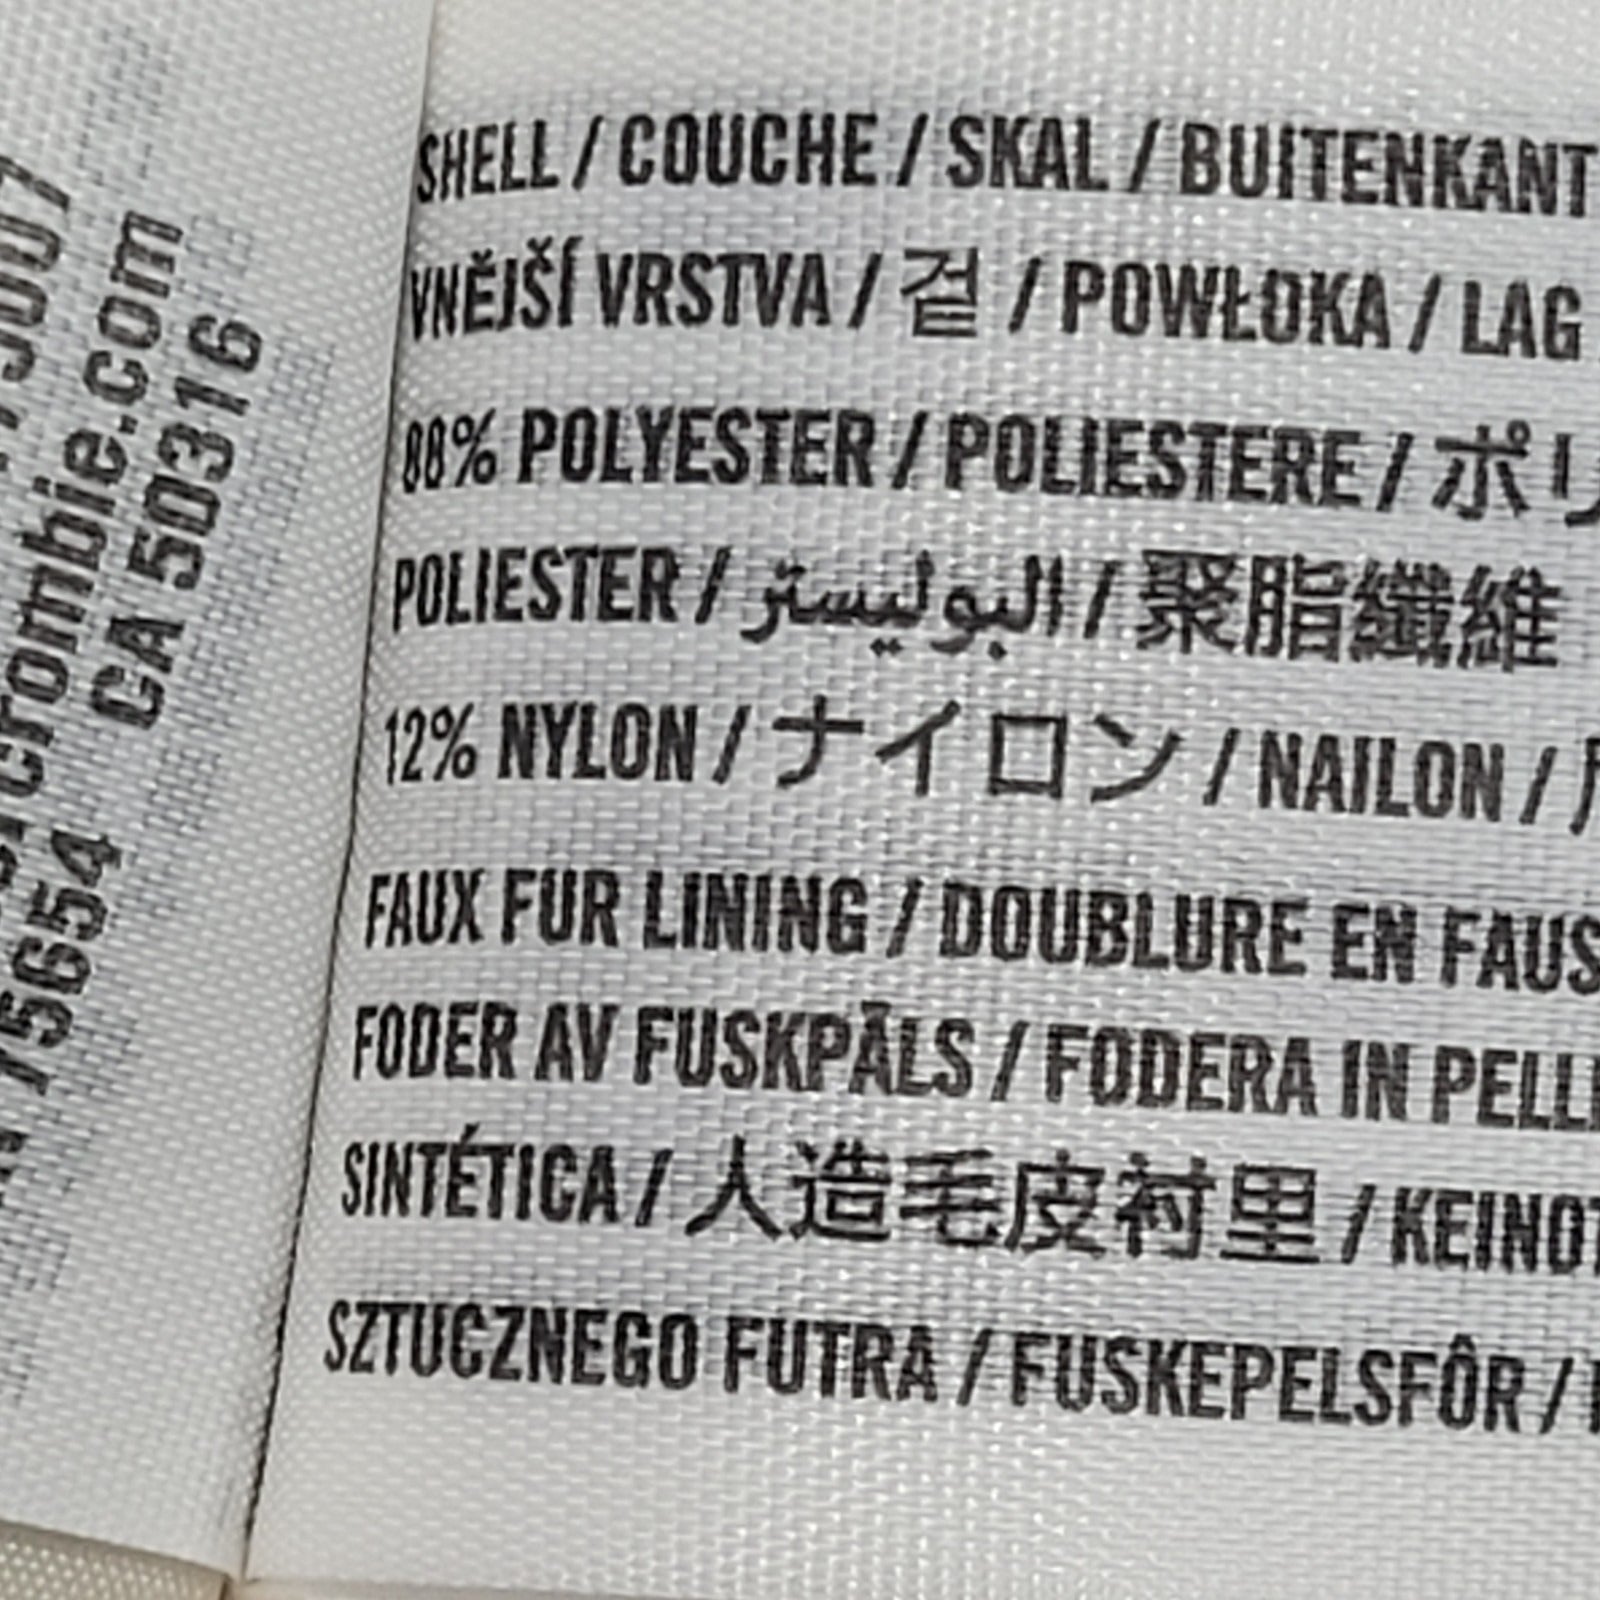 SHELL / COUCHE / SKAL / BUITENKANT
VNĚJŠÍ VRSTVA / 겉 / POWŁOKA / LAG
88% POLYESTER / POLIESTERE / ポリ
POLIESTER / البوليستر / 聚脂纖維
12% NYLON / ナイロン / NAILON /
FAUX FUR LINING / DOUBLURE EN FAUS
FODER AV FUSKPÄLS / FODERA IN PELL
SINTÉTICA / 人造毛皮衬里 / KEINOT
SZTUCZNEGO FUTRA / FUSKEPELSFÔR /
crombie.com
CA 50316
75654